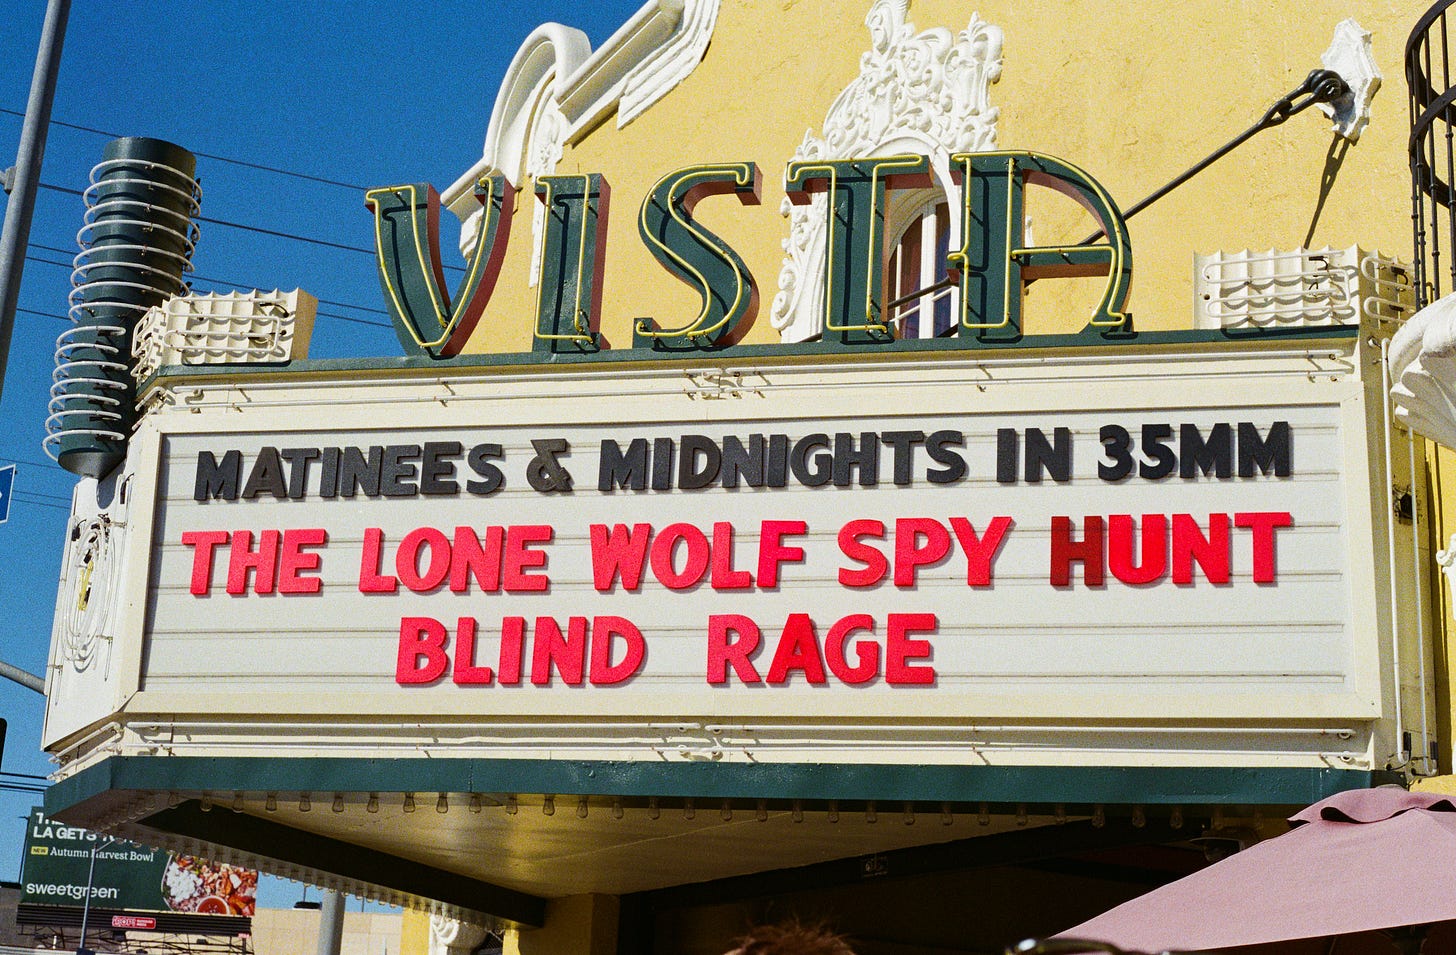 VISTA
MATINEES & MIDNIGHTS IN 35MM
THE LONE WOLF SPY HUNT
BLIND RAGE
LA GETS
NEW Autumn Harvest Bowl
sweetgreen